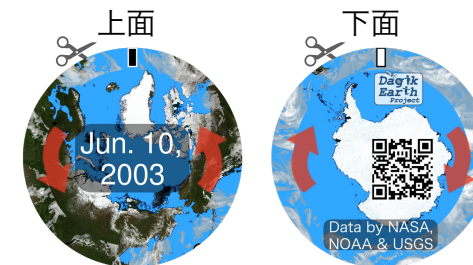 上面
下面
Jun. 10,
2003
Dagik
Earth
Project
Data by NASA,
NOAA & USGS